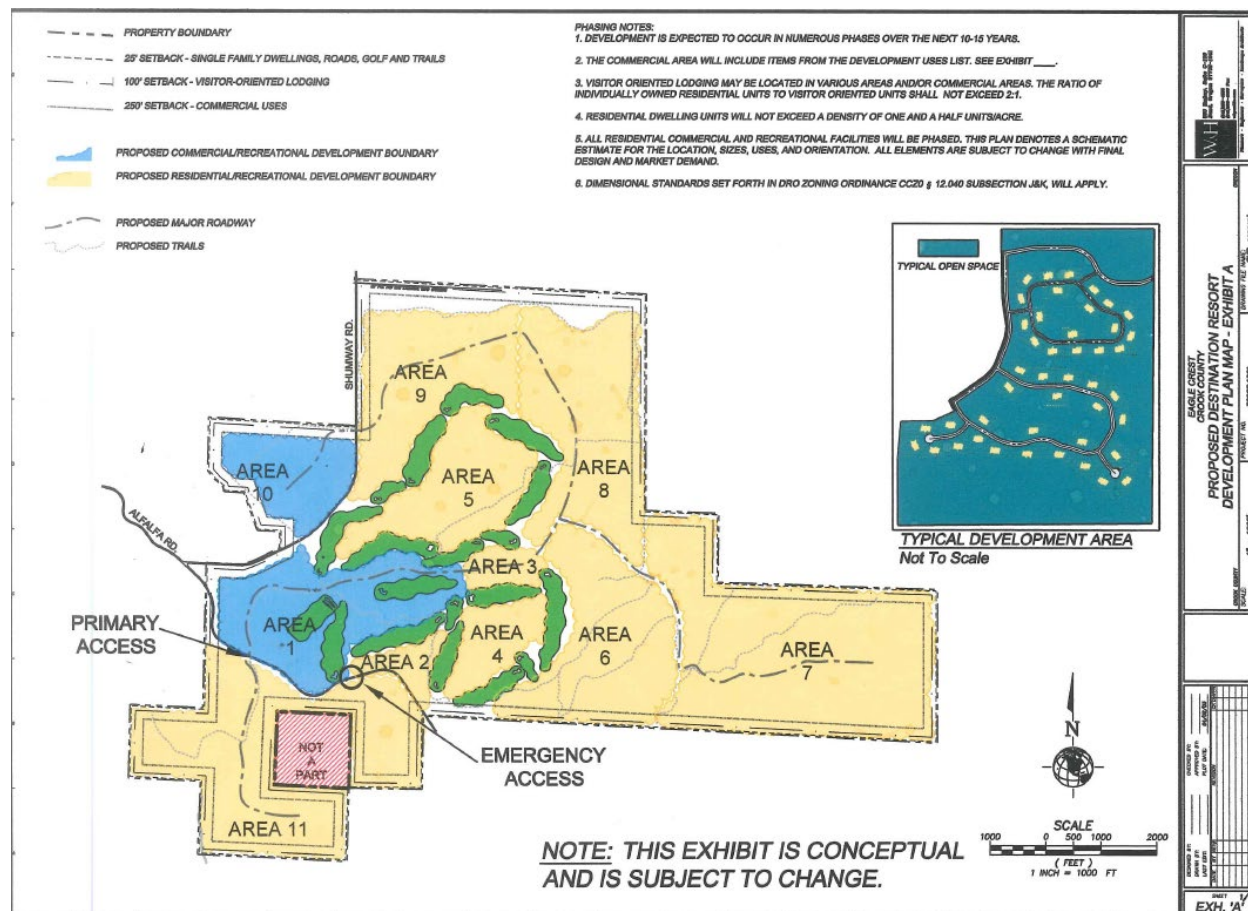 PROPERTY BOUNDARY
25' SETBACK - SINGLE FAMILY DWELLINGS, ROADS, GOLF AND TRAILS
100' SETBACK - VISITOR-ORIENTED LODGING
250' SETBACK - COMMERCIAL USES
PROPOSED COMMERCIAL/RECREATIONAL DEVELOPMENT BOUNDARY
PROPOSED RESIDENTIAL/RECREATIONAL DEVELOPMENT BOUNDARY
PROPOSED MAJOR ROADWAY
PROPOSED TRAILS
PHASING NOTES:
1. DEVELOPMENT IS EXPECTED TO OCCUR IN NUMEROUS PHASES OVER THE NEXT 10-15 YEARS.
2. THE COMMERCIAL AREA WILL INCLUDE ITEMS FROM THE DEVELOPMENT USES LIST. SEE EXHIBIT ____.
3. VISITOR ORIENTED LODGING MAY BE LOCATED IN VARIOUS AREAS AND/OR COMMERCIAL AREAS. THE RATIO OF
INDIVIDUALLY OWNED RESIDENTIAL UNITS TO VISITOR ORIENTED UNITS SHALL NOT EXCEED 2:1.
4. RESIDENTIAL DWELLING UNITS WILL NOT EXCEED A DENSITY OF ONE AND A HALF UNITS/ACRE.
5. ALL RESIDENTIAL COMMERCIAL AND RECREATIONAL FACILITIES WILL BE PHASED. THIS PLAN DENOTES A SCHEMATIC
ESTIMATE FOR THE LOCATION, SIZES, USES, AND ORIENTATION. ALL ELEMENTS ARE SUBJECT TO CHANGE WITH FINAL
DESIGN AND MARKET DEMAND.
6. DIMENSIONAL STANDARDS SET FORTH IN DRO ZONING ORDINANCE CCZO § 12.040 SUBSECTION J&K, WILL APPLY.
TYPICAL OPEN SPACE
TYPICAL DEVELOPMENT AREA
Not To Scale
SHUMWAY RD.
ALFALFA RD.
AREA
9
AREA
10
AREA
5
AREA
8
AREA 3
AREA
1
AREA 2
AREA
4
AREA
6
AREA
7
PRIMARY
ACCESS
EMERGENCY
ACCESS
NOT
A
PART
AREA 11
N
SCALE
1000 0 500 1000 2000
( FEET )
1 INCH = 1000 FT
NOTE: THIS EXHIBIT IS CONCEPTUAL
AND IS SUBJECT TO CHANGE.
W&H
EAGLE CREST
CROOK COUNTY
PROPOSED DESTINATION RESORT
DEVELOPMENT PLAN MAP - EXHIBIT A
PROJECT NO.
SHEET
EXH. 'A'